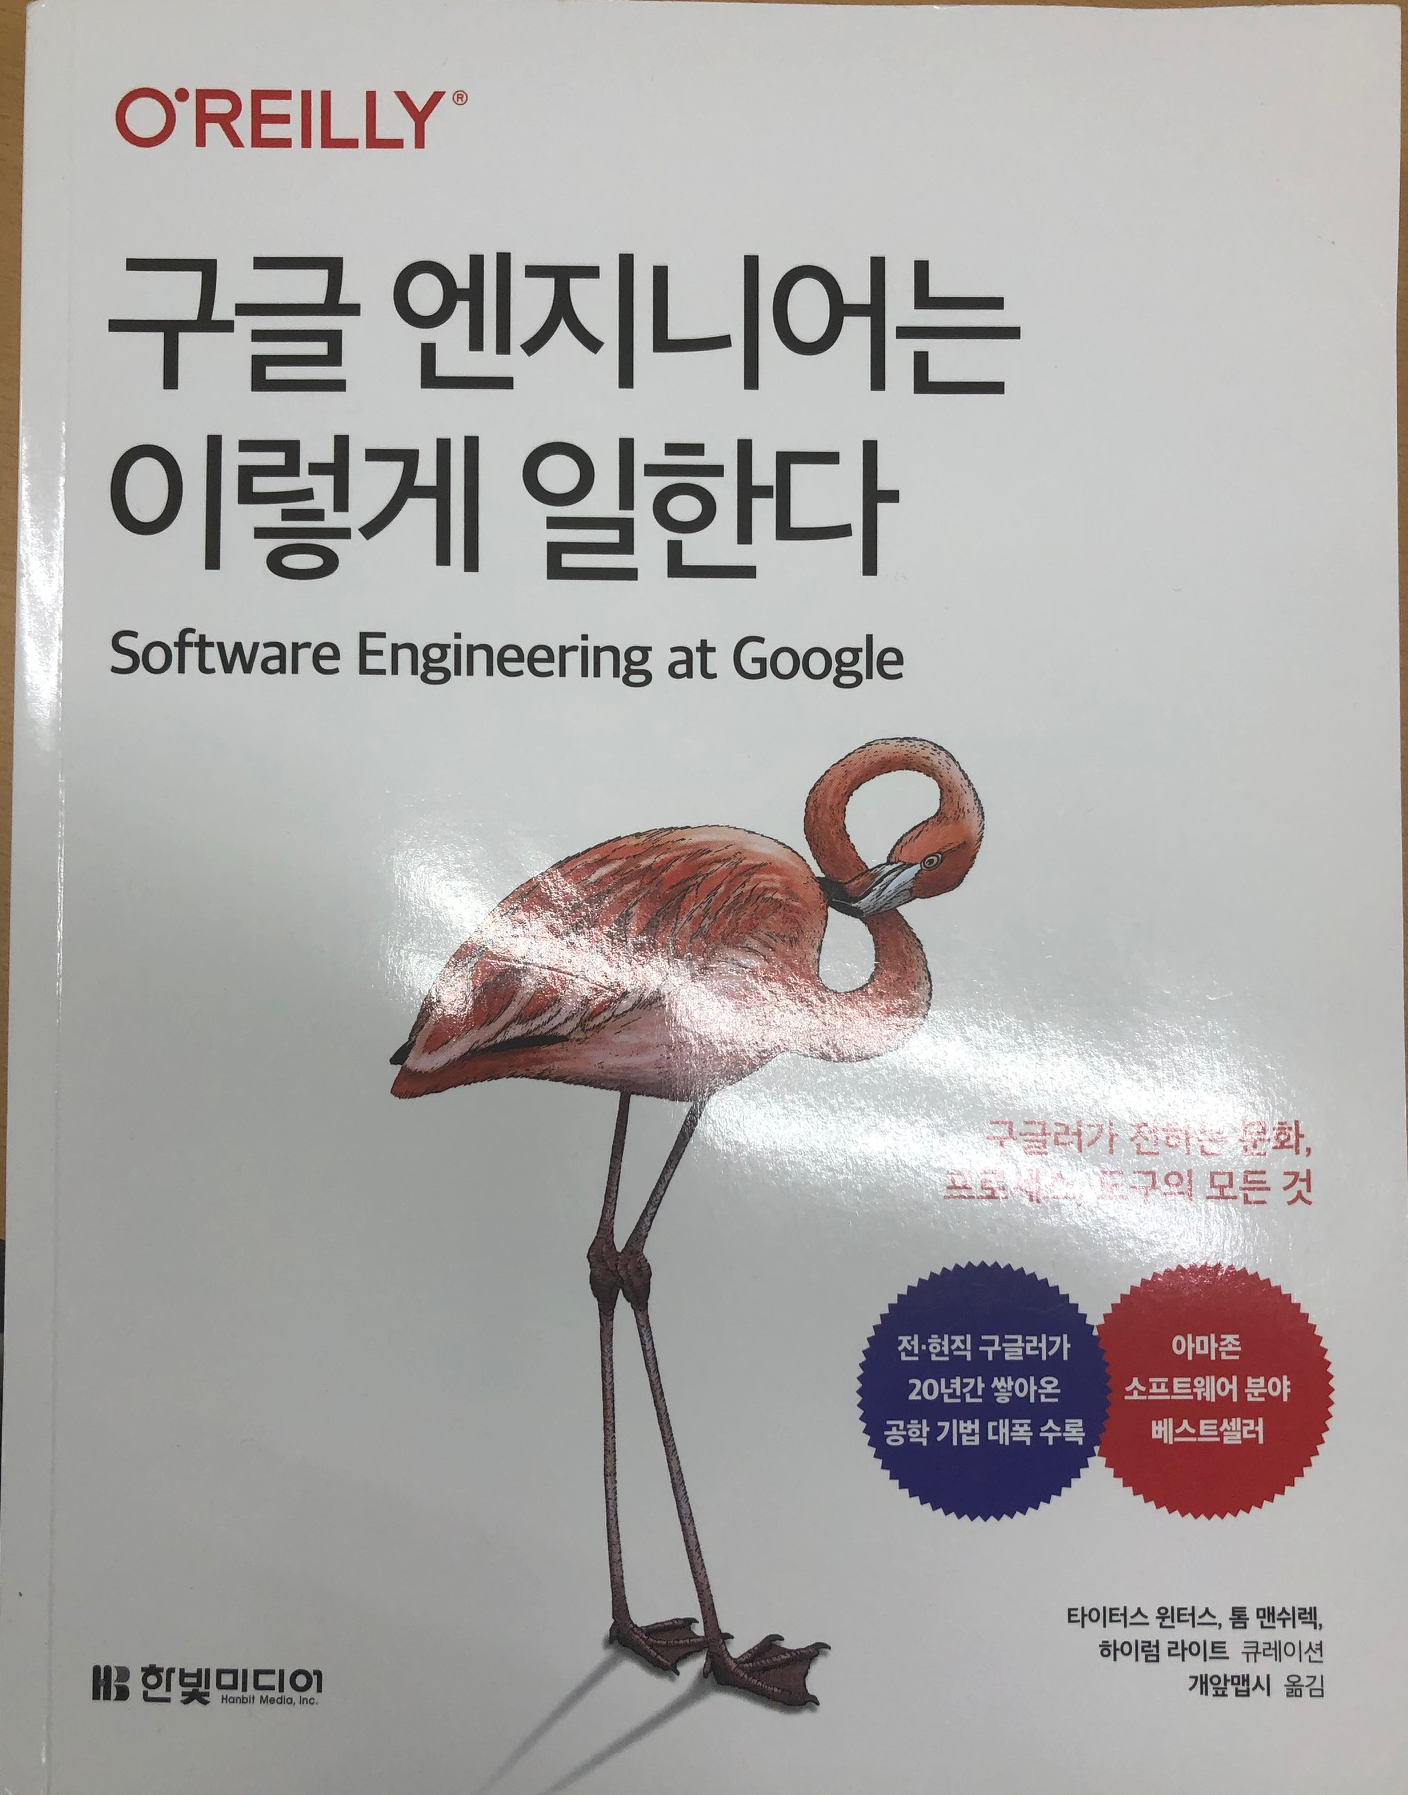 O'REILLY®
구글 엔지니어는
이렇게 일한다
Software Engineering at Google
구글러가 전하는 문화,
프로세스, 도구의 모든 것
전·현직 구글러가
20년간 쌓아온
공학 기법 대폭 수록
아마존
소프트웨어 분야
베스트셀러
타이터스 윈터스, 톰 맨쉬렉,
하이럼 라이트 큐레이션
개앞맵시 옮김
HB 한빛미디어
Hanbit Media, Inc.